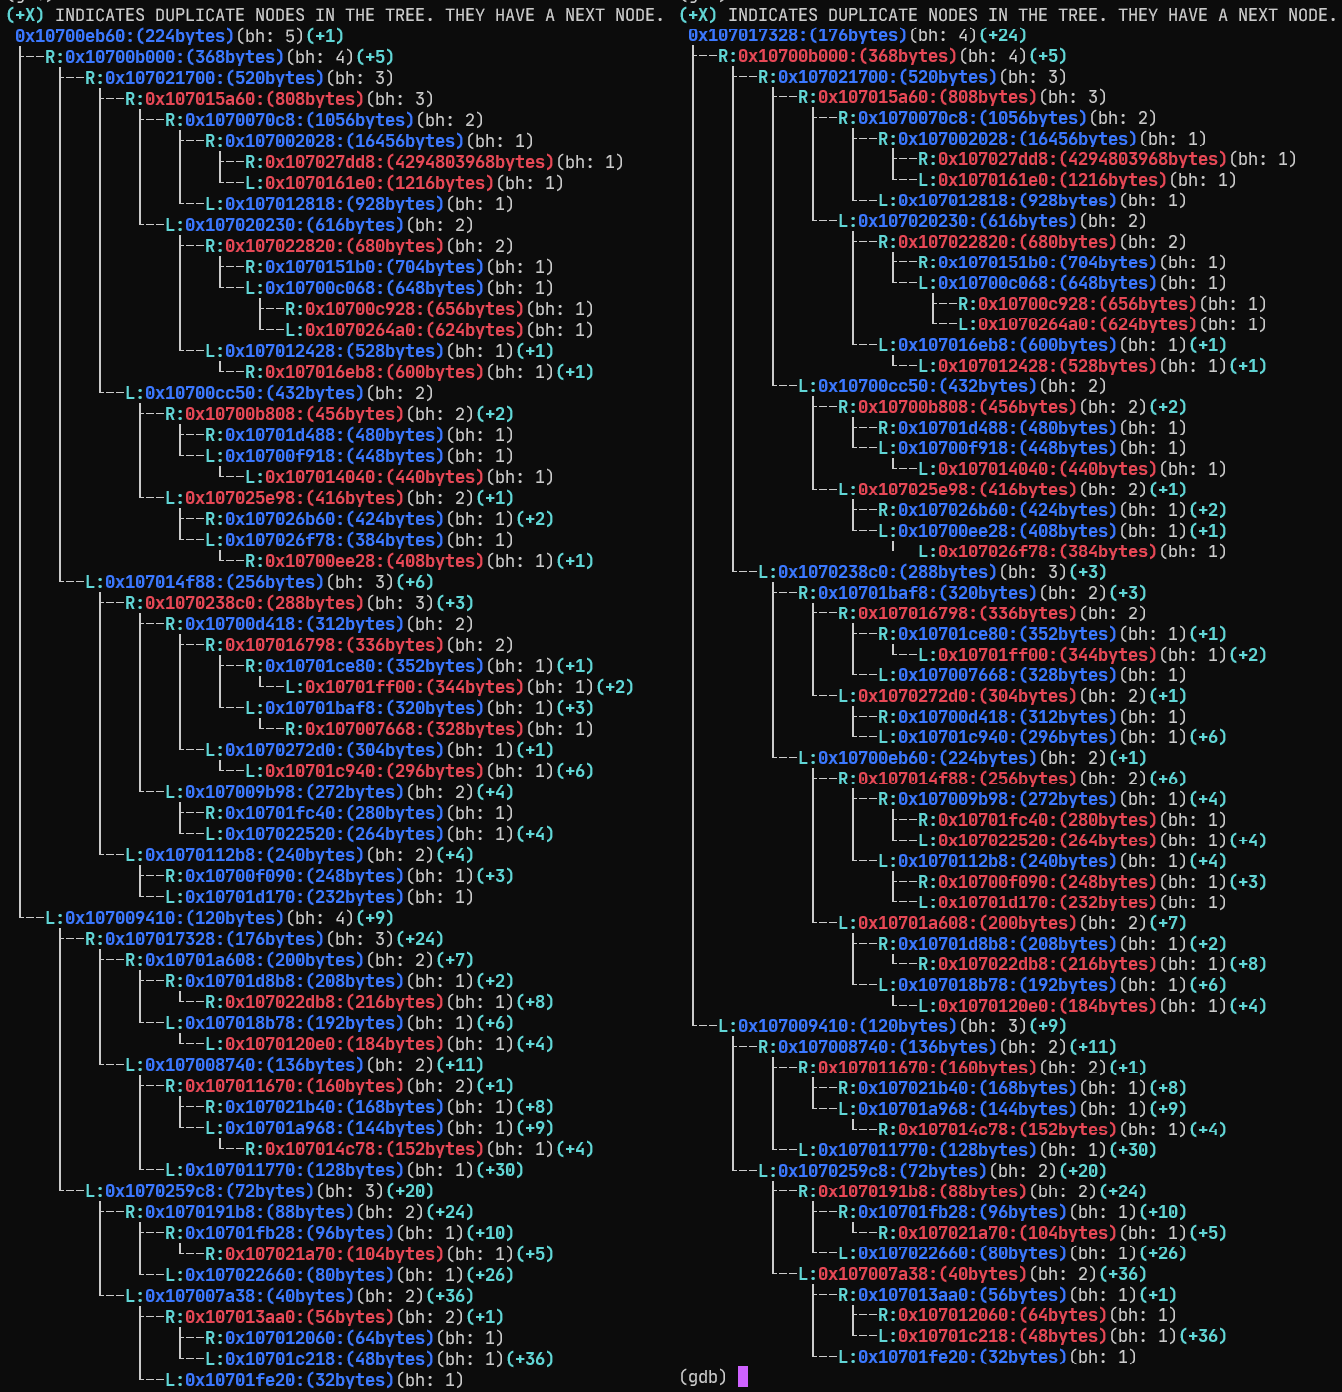 (+X) INDICATES DUPLICATE NODES IN THE TREE. THEY HAVE A NEXT NODE.
0x10700eb60:(224bytes)(bh: 5)(+1)
├──R:0x10700b000:(368bytes)(bh: 4)(+5)
│   ├──R:0x107021700:(520bytes)(bh: 3)
│   │   ├──R:0x107015a60:(808bytes)(bh: 3)
│   │   │   ├──R:0x1070070c8:(1056bytes)(bh: 2)
│   │   │   │   ├──R:0x107002028:(16456bytes)(bh: 1)
│   │   │   │   │   ├──R:0x107027dd8:(4294803968bytes)(bh: 1)
│   │   │   │   │   └──L:0x1070161e0:(1216bytes)(bh: 1)
│   │   │   │   └──L:0x107012818:(928bytes)(bh: 1)
│   │   │   └──L:0x107020230:(616bytes)(bh: 2)
│   │   │       ├──R:0x107022820:(680bytes)(bh: 2)
│   │   │       │   ├──R:0x1070151b0:(704bytes)(bh: 1)
│   │   │       │   └──L:0x10700c068:(648bytes)(bh: 1)
│   │   │       │       ├──R:0x10700c928:(656bytes)(bh: 1)
│   │   │       │       └──L:0x1070264a0:(624bytes)(bh: 1)
│   │   │       └──L:0x107012428:(528bytes)(bh: 1)(+1)
│   │   │           └──R:0x107016eb8:(600bytes)(bh: 1)(+1)
│   │   └──L:0x10700cc50:(432bytes)(bh: 2)
│   │       ├──R:0x10700b808:(456bytes)(bh: 2)(+2)
│   │       │   ├──R:0x10701d488:(480bytes)(bh: 1)
│   │       │   └──L:0x10700f918:(448bytes)(bh: 1)
│   │       │       └──L:0x107014040:(440bytes)(bh: 1)
│   │       └──L:0x107025e98:(416bytes)(bh: 2)(+1)
│   │           ├──R:0x107026b60:(424bytes)(bh: 1)(+2)
│   │           └──L:0x107026f78:(384bytes)(bh: 1)
│   │               └──R:0x10700ee28:(408bytes)(bh: 1)(+1)
│   └──L:0x107014f88:(256bytes)(bh: 3)(+6)
│       ├──R:0x1070238c0:(288bytes)(bh: 3)(+3)
│       │   ├──R:0x10700d418:(312bytes)(bh: 2)
│       │   │   ├──R:0x107016798:(336bytes)(bh: 2)
│       │   │   │   ├──R:0x10701ce80:(352bytes)(bh: 1)(+1)
│       │   │   │   │   └──L:0x10701ff00:(344bytes)(bh: 1)(+2)
│       │   │   │   └──L:0x10701baf8:(320bytes)(bh: 1)(+3)
│       │   │   │       └──R:0x107007668:(328bytes)(bh: 1)
│       │   │   └──L:0x1070272d0:(304bytes)(bh: 1)(+1)
│       │   │       └──L:0x10701c940:(296bytes)(bh: 1)(+6)
│       │   └──L:0x107009b98:(272bytes)(bh: 2)(+4)
│       │       ├──R:0x10701fc40:(280bytes)(bh: 1)
│       │       └──L:0x107022520:(264bytes)(bh: 1)(+4)
│       └──L:0x1070112b8:(240bytes)(bh: 2)(+4)
│           ├──R:0x10700f090:(248bytes)(bh: 1)(+3)
│           └──L:0x10701d170:(232bytes)(bh: 1)
└──L:0x107009410:(120bytes)(bh: 4)(+9)
    ├──R:0x107017328:(176bytes)(bh: 3)(+24)
    │   ├──R:0x10701a608:(200bytes)(bh: 2)(+7)
    │   │   ├──R:0x10701d8b8:(208bytes)(bh: 1)(+2)
    │   │   │   └──R:0x107022db8:(216bytes)(bh: 1)(+8)
    │   │   └──L:0x107018b78:(192bytes)(bh: 1)(+6)
    │   │       └──L:0x1070120e0:(184bytes)(bh: 1)(+4)
    │   └──L:0x107008740:(136bytes)(bh: 2)(+11)
    │       ├──R:0x107011670:(160bytes)(bh: 2)(+1)
    │       │   ├──R:0x107021b40:(168bytes)(bh: 1)(+8)
    │       │   └──L:0x10701a968:(144bytes)(bh: 1)(+9)
    │       │       └──R:0x107014c78:(152bytes)(bh: 1)(+4)
    │       └──L:0x107011770:(128bytes)(bh: 1)(+30)
    └──L:0x1070259c8:(72bytes)(bh: 3)(+20)
        ├──R:0x1070191b8:(88bytes)(bh: 2)(+24)
        │   ├──R:0x10701fb28:(96bytes)(bh: 1)(+10)
        │   │   └──R:0x107021a70:(104bytes)(bh: 1)(+5)
        │   └──L:0x107022660:(80bytes)(bh: 1)(+26)
        └──L:0x107007a38:(40bytes)(bh: 2)(+36)
            ├──R:0x107013aa0:(56bytes)(bh: 2)(+1)
            │   ├──R:0x107012060:(64bytes)(bh: 1)
            │   └──L:0x10701c218:(48bytes)(bh: 1)(+36)
            └──L:0x10701fe20:(32bytes)(bh: 1)
(+X) INDICATES DUPLICATE NODES IN THE TREE. THEY HAVE A NEXT NODE.
0x107017328:(176bytes)(bh: 4)(+24)
├──R:0x10700b000:(368bytes)(bh: 4)(+5)
│   ├──R:0x107021700:(520bytes)(bh: 3)
│   │   ├──R:0x107015a60:(808bytes)(bh: 3)
│   │   │   ├──R:0x1070070c8:(1056bytes)(bh: 2)
│   │   │   │   ├──R:0x107002028:(16456bytes)(bh: 1)
│   │   │   │   │   ├──R:0x107027dd8:(4294803968bytes)(bh: 1)
│   │   │   │   │   └──L:0x1070161e0:(1216bytes)(bh: 1)
│   │   │   │   └──L:0x107012818:(928bytes)(bh: 1)
│   │   │   └──L:0x107020230:(616bytes)(bh: 2)
│   │   │       ├──R:0x107022820:(680bytes)(bh: 2)
│   │   │       │   ├──R:0x1070151b0:(704bytes)(bh: 1)
│   │   │       │   └──L:0x10700c068:(648bytes)(bh: 1)
│   │   │       │       ├──R:0x10700c928:(656bytes)(bh: 1)
│   │   │       │       └──L:0x1070264a0:(624bytes)(bh: 1)
│   │   │       └──L:0x107016eb8:(600bytes)(bh: 1)(+1)
│   │   │           └──L:0x107012428:(528bytes)(bh: 1)(+1)
│   │   └──L:0x10700cc50:(432bytes)(bh: 2)
│   │       ├──R:0x10700b808:(456bytes)(bh: 2)(+2)
│   │       │   ├──R:0x10701d488:(480bytes)(bh: 1)
│   │       │   └──L:0x10700f918:(448bytes)(bh: 1)
│   │       │       └──L:0x107014040:(440bytes)(bh: 1)
│   │       └──L:0x107025e98:(416bytes)(bh: 2)(+1)
│   │           ├──R:0x107026b60:(424bytes)(bh: 1)(+2)
│   │           └──L:0x10700ee28:(408bytes)(bh: 1)(+1)
│   │               └──L:0x107026f78:(384bytes)(bh: 1)
│   └──L:0x1070238c0:(288bytes)(bh: 3)(+3)
│       ├──R:0x10701baf8:(320bytes)(bh: 2)(+3)
│       │   ├──R:0x107016798:(336bytes)(bh: 2)
│       │   │   ├──R:0x10701ce80:(352bytes)(bh: 1)(+1)
│       │   │   │   └──L:0x10701ff00:(344bytes)(bh: 1)(+2)
│       │   │   └──L:0x107007668:(328bytes)(bh: 1)
│       │   └──L:0x1070272d0:(304bytes)(bh: 2)(+1)
│       │       ├──R:0x10700d418:(312bytes)(bh: 1)
│       │       └──L:0x10701c940:(296bytes)(bh: 1)(+6)
│       └──L:0x10700eb60:(224bytes)(bh: 2)(+1)
│           ├──R:0x107014f88:(256bytes)(bh: 2)(+6)
│           │   ├──R:0x107009b98:(272bytes)(bh: 1)(+4)
│           │   │   ├──R:0x10701fc40:(280bytes)(bh: 1)
│           │   │   └──L:0x107022520:(264bytes)(bh: 1)(+4)
│           │   └──L:0x1070112b8:(240bytes)(bh: 1)(+4)
│           │       ├──R:0x10700f090:(248bytes)(bh: 1)(+3)
│           │       └──L:0x10701d170:(232bytes)(bh: 1)
│           └──L:0x10701a608:(200bytes)(bh: 2)(+7)
│               ├──R:0x10701d8b8:(208bytes)(bh: 1)(+2)
│               │   └──R:0x107022db8:(216bytes)(bh: 1)(+8)
│               └──L:0x107018b78:(192bytes)(bh: 1)(+6)
│                   └──L:0x1070120e0:(184bytes)(bh: 1)(+4)
└──L:0x107009410:(120bytes)(bh: 3)(+9)
    ├──R:0x107008740:(136bytes)(bh: 2)(+11)
    │   ├──R:0x107011670:(160bytes)(bh: 2)(+1)
    │   │   ├──R:0x107021b40:(168bytes)(bh: 1)(+8)
    │   │   └──L:0x10701a968:(144bytes)(bh: 1)(+9)
    │   │       └──R:0x107014c78:(152bytes)(bh: 1)(+4)
    │   └──L:0x107011770:(128bytes)(bh: 1)(+30)
    └──L:0x1070259c8:(72bytes)(bh: 2)(+20)
        ├──R:0x1070191b8:(88bytes)(bh: 2)(+24)
        │   ├──R:0x10701fb28:(96bytes)(bh: 1)(+10)
        │   │   └──R:0x107021a70:(104bytes)(bh: 1)(+5)
        │   └──L:0x107022660:(80bytes)(bh: 1)(+26)
        └──L:0x107007a38:(40bytes)(bh: 2)(+36)
            ├──R:0x107013aa0:(56bytes)(bh: 1)(+1)
            │   ├──R:0x107012060:(64bytes)(bh: 1)
            │   └──L:0x10701c218:(48bytes)(bh: 1)(+36)
            └──L:0x10701fe20:(32bytes)(bh: 1)
(gdb)